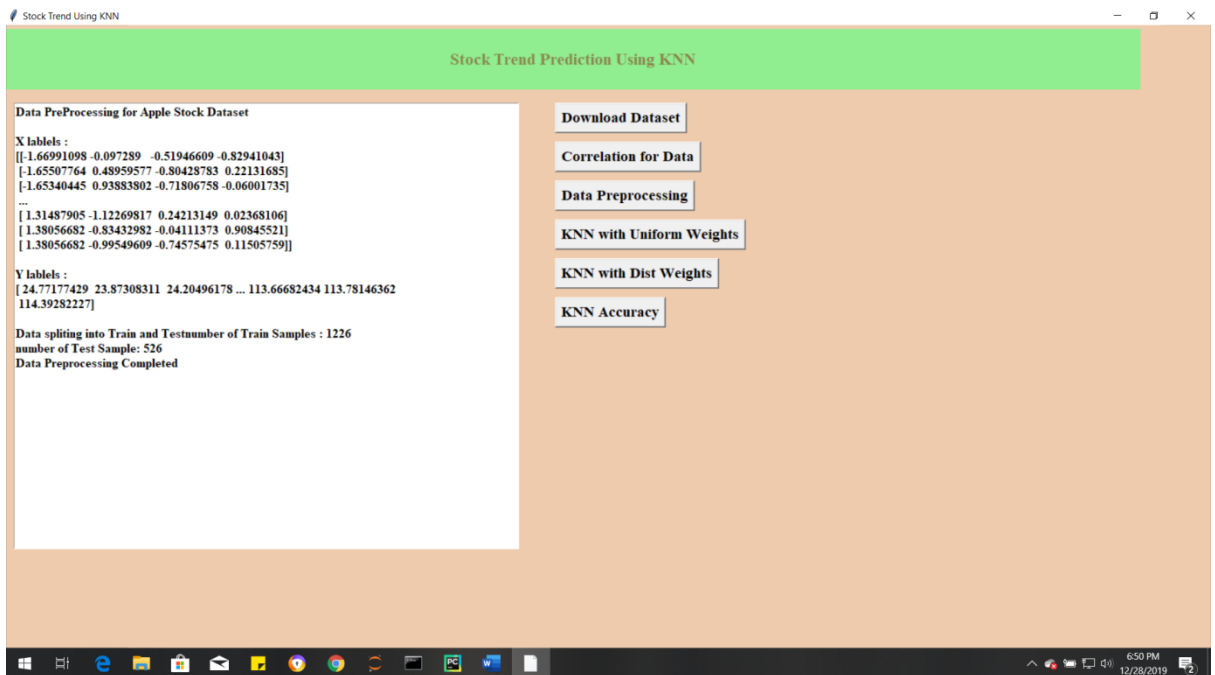 Stock Trend Using KNN
Stock Trend Prediction Using KNN
Data PreProcessing for Apple Stock Dataset
X lablels :
[[-1.66991098 -0.097289   -0.51946609 -0.82941043]
[-1.65507764  0.48959577 -0.80428783  0.22131685]
[-1.65340445  0.93883802 -0.71806758 -0.06001735]
...
[ 1.31487905 -1.12269817  0.24213149  0.02368106]
[ 1.38056682 -0.83432982 -0.04111373  0.90845521]
[ 1.38056682 -0.99549609 -0.74575475  0.11505759]]
Y lablels :
[ 24.77177429  23.87308311  24.20496178 ... 113.66682434 113.78146362
114.39282227]
Data spliting into Train and Testnumber of Train Samples : 1226
number of Test Sample: 526
Data Preprocessing Completed
Download Dataset
Correlation for Data
Data Preprocessing
KNN with Uniform Weights
KNN with Dist Weights
KNN Accuracy
6:50 PM
12/28/2019